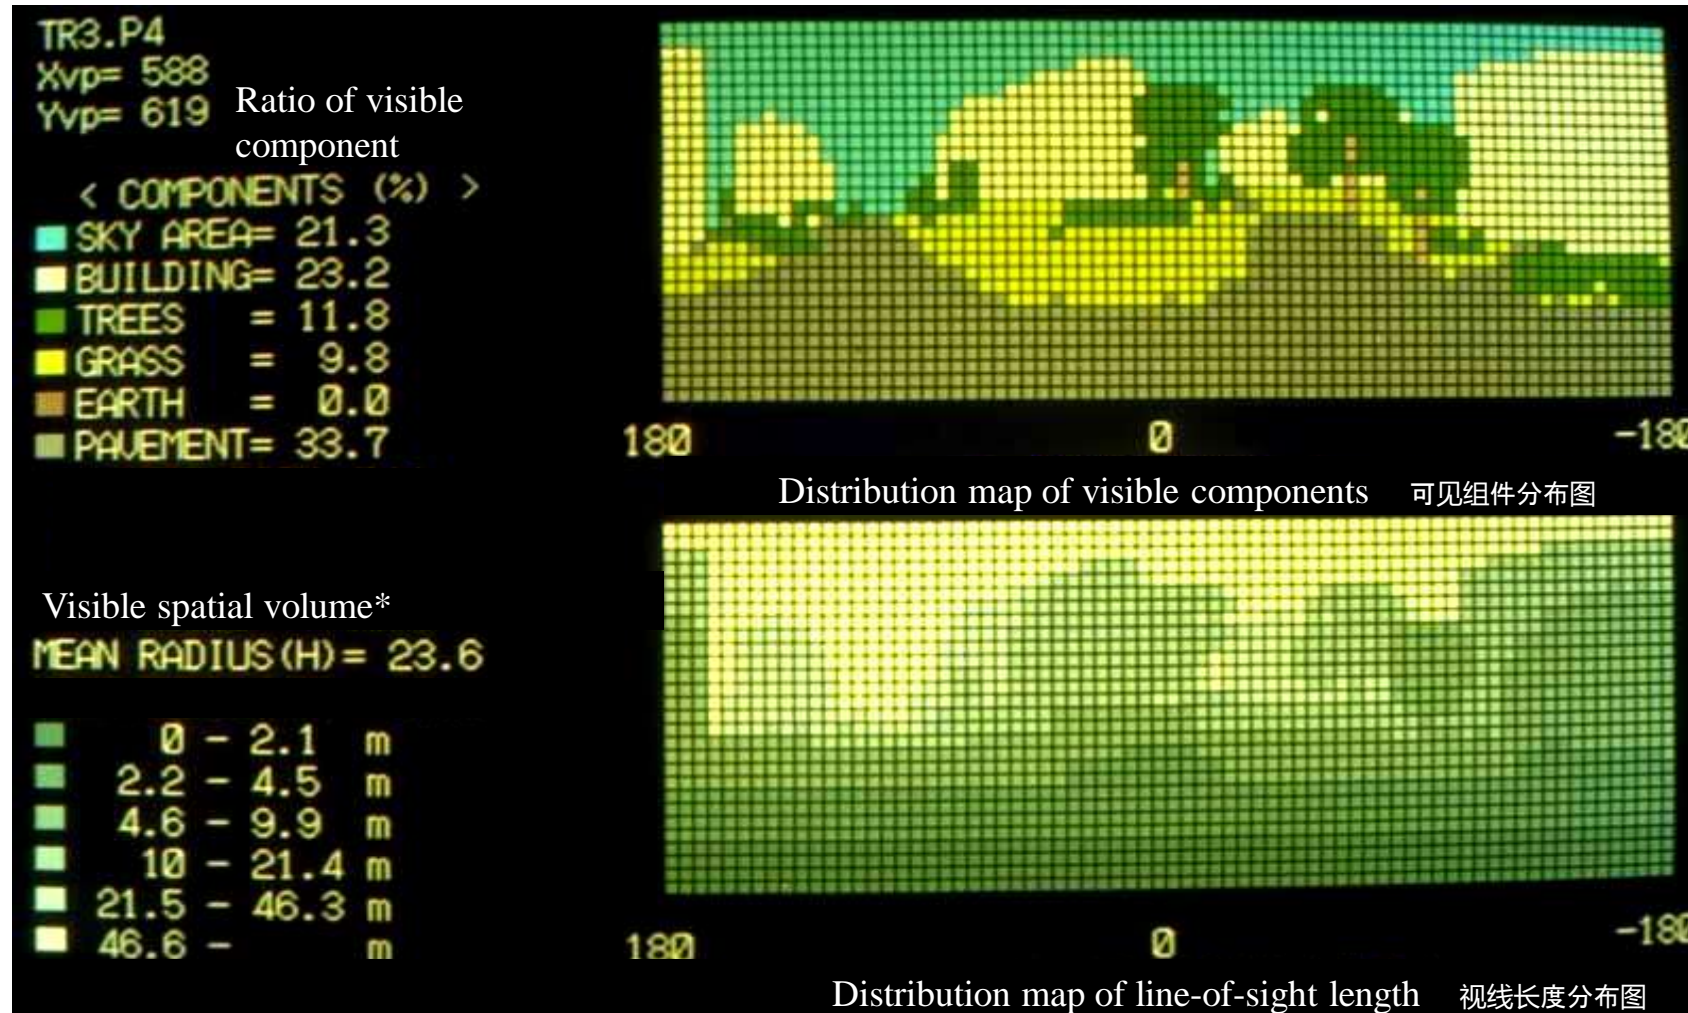 TR3.P4
Xvp= 588
Yvp= 619
Ratio of visible
component
< COMPONENTS (%) >
SKY AREA= 21.3
BUILDING= 23.2
TREES = 11.8
GRASS = 9.8
EARTH = 0.0
PAVEMENT= 33.7
180 0 -180
Distribution map of visible components 可见组件分布图
Visible spatial volume*
MEAN RADIUS(H)= 23.6
0 - 2.1 m
2.2 - 4.5 m
4.6 - 9.9 m
10 - 21.4 m
21.5 - 46.3 m
46.6 - m
180 0 -180
Distribution map of line-of-sight length 视线长度分布图